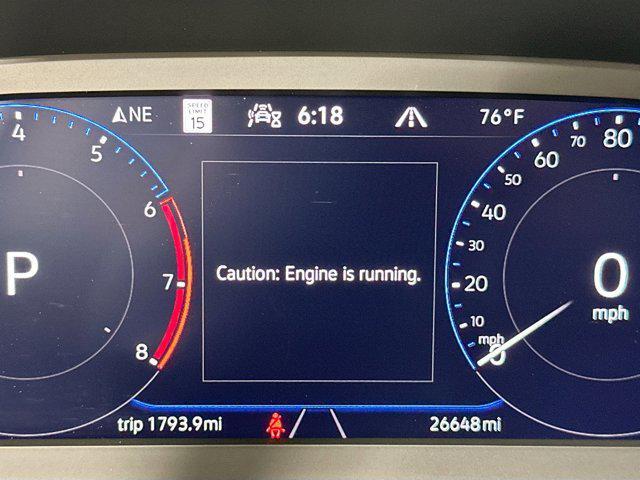 NE
SPEED
LIMIT
15
6:18
76°F
4
5
6
7
8
P
Caution: Engine is running.
80
70
60
50
40
30
20
10
mph
0
0
mph
trip 1793.9mi
26648mi